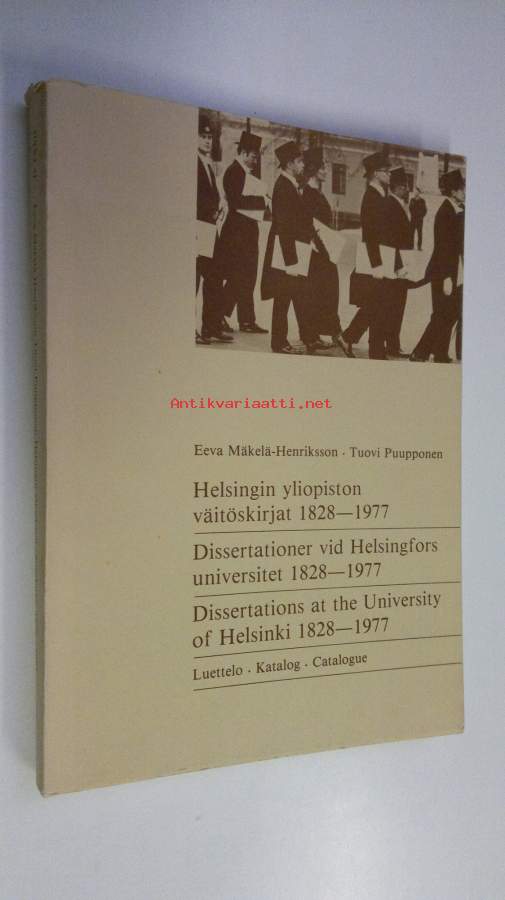 Antikvariaatti.net
Eeva Mäkelä-Henriksson · Tuovi Puupponen
Helsingin yliopiston
väitöskirjat 1828—1977
Dissertationer vid Helsingfors
universitet 1828—1977
Dissertations at the University
of Helsinki 1828—1977
Luettelo · Katalog · Catalogue